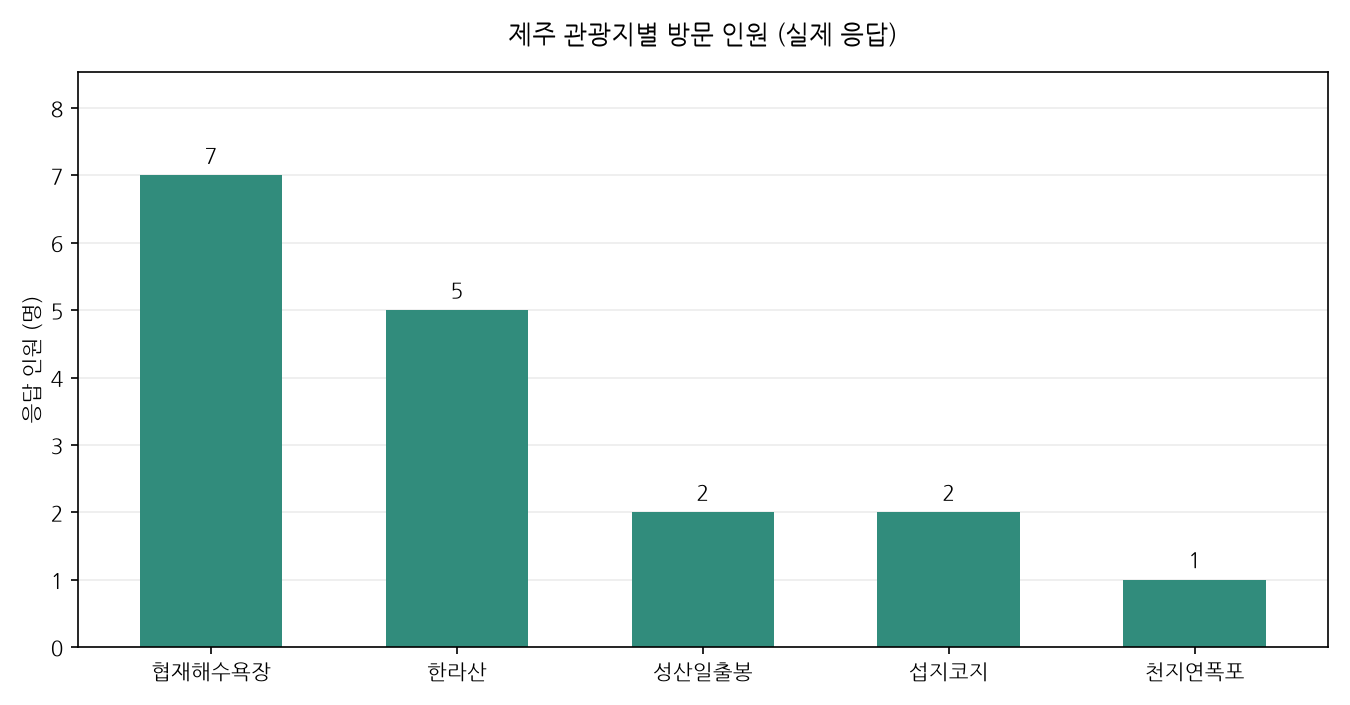 제주 관광지별 방문 인원 (실제 응답)
응답 인원 (명)
8
7
6
5
4
3
2
1
0
7
5
2
2
1
협재해수욕장
한라산
성산일출봉
섭지코지
천지연폭포